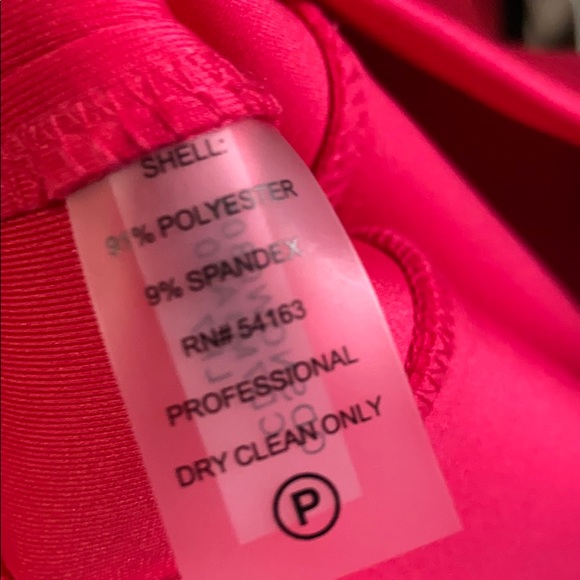 SHELL:
91% POLYESTER
9% SPANDEX
RN# 54163
PROFESSIONAL
DRY CLEAN ONLY
P